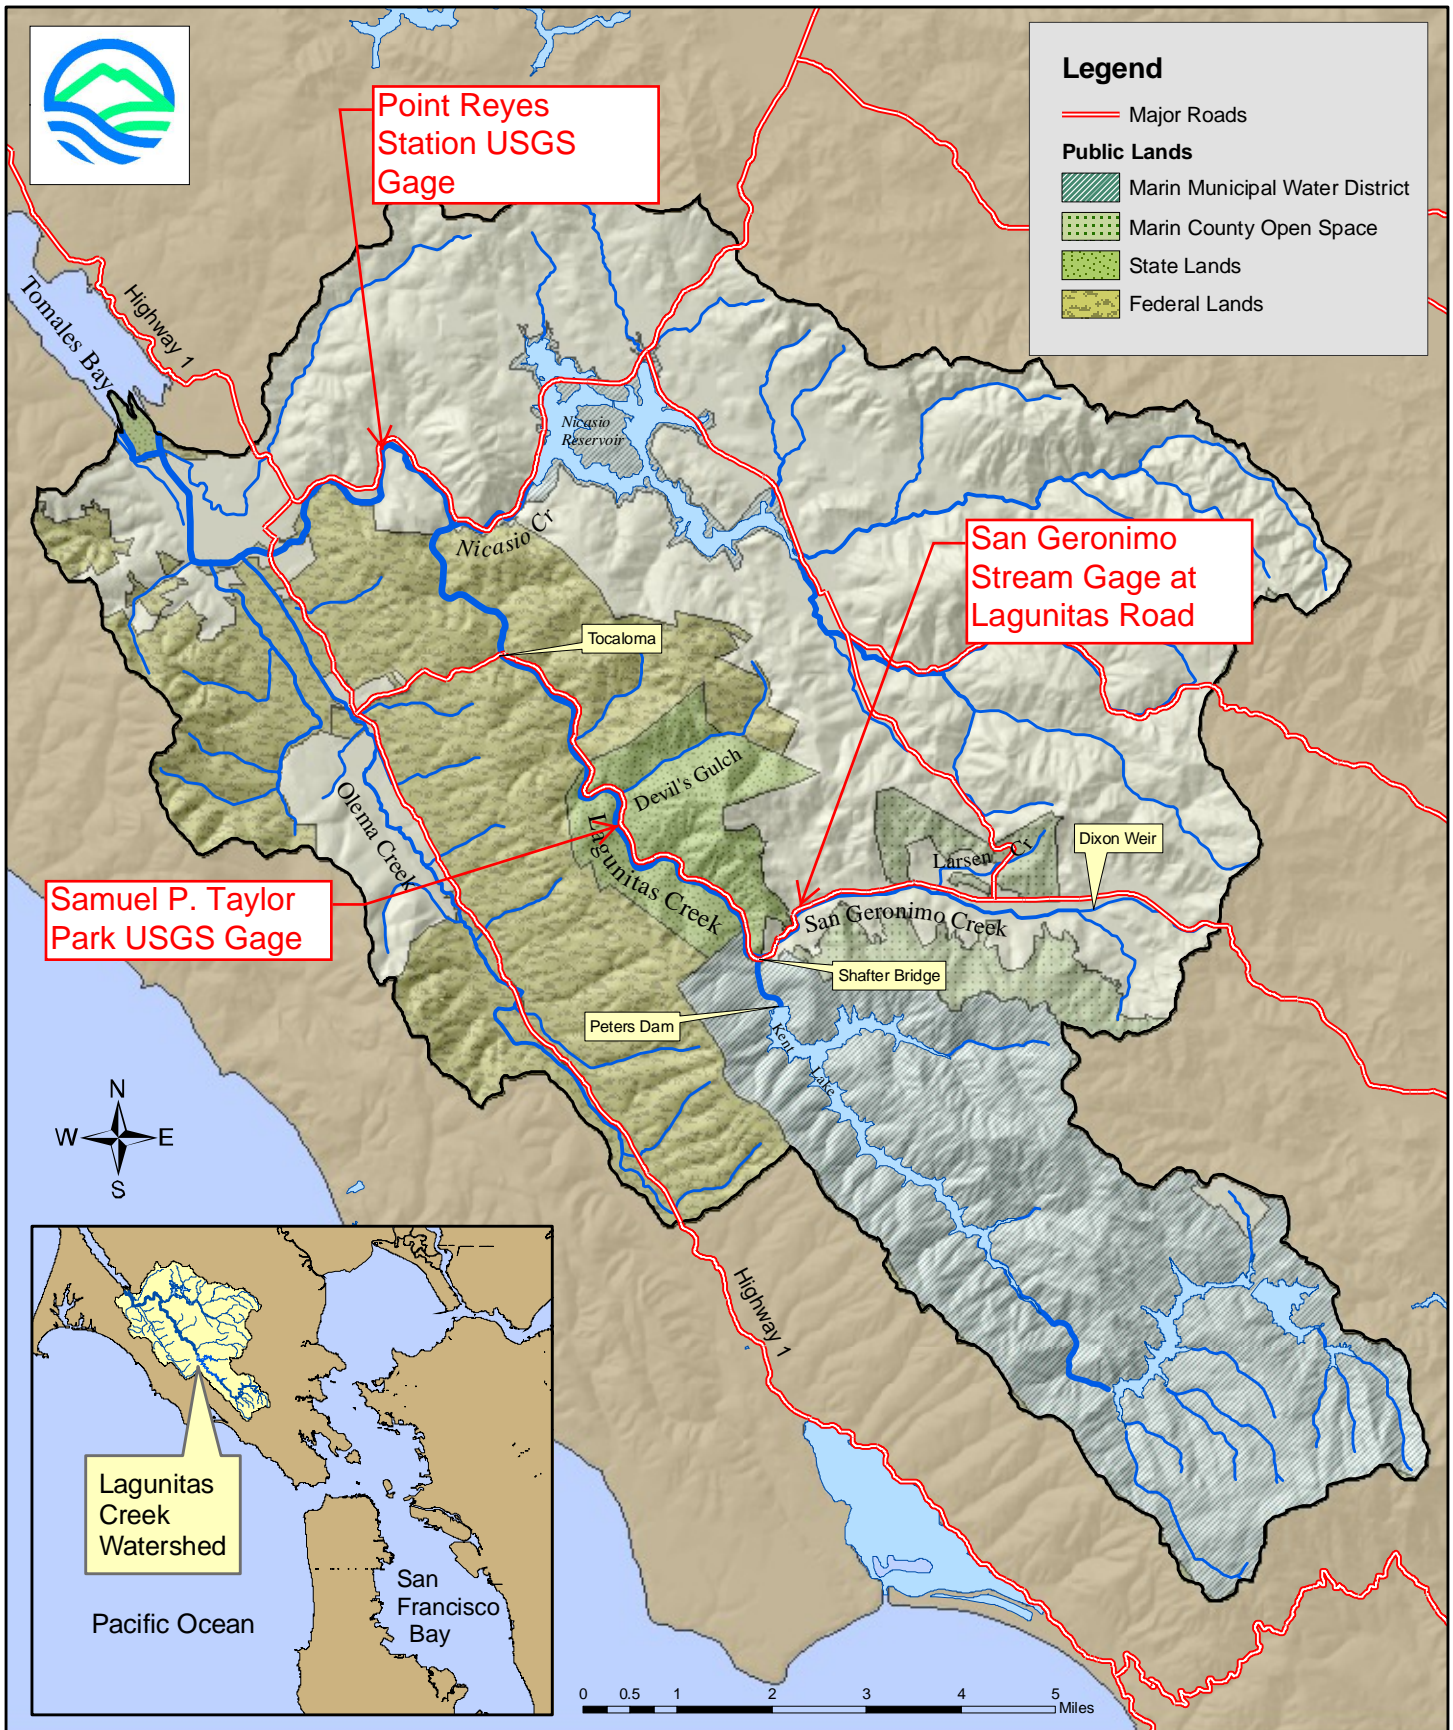 Point Reyes
Station USGS
Gage
Legend
Major Roads
Public Lands
Marin Municipal Water District
Marin County Open Space
State Lands
Federal Lands
Tomales Bay
Highway 1
Nicasio
Reservoir
Nicasio Cr
San Geronimo
Stream Gage at
Lagunitas Road
Tocaloma
Devil's Gulch
Olema Creek
Lagunitas Creek
Larsen Cr
Dixon Weir
Samuel P. Taylor
Park USGS Gage
San Geronimo Creek
Shafter Bridge
Peters Dam
Kent Lake
N
W E
S
Highway 1
Lagunitas
Creek
Watershed
Pacific Ocean
San
Francisco
Bay
0 0.5 1 2 3 4 5
Miles